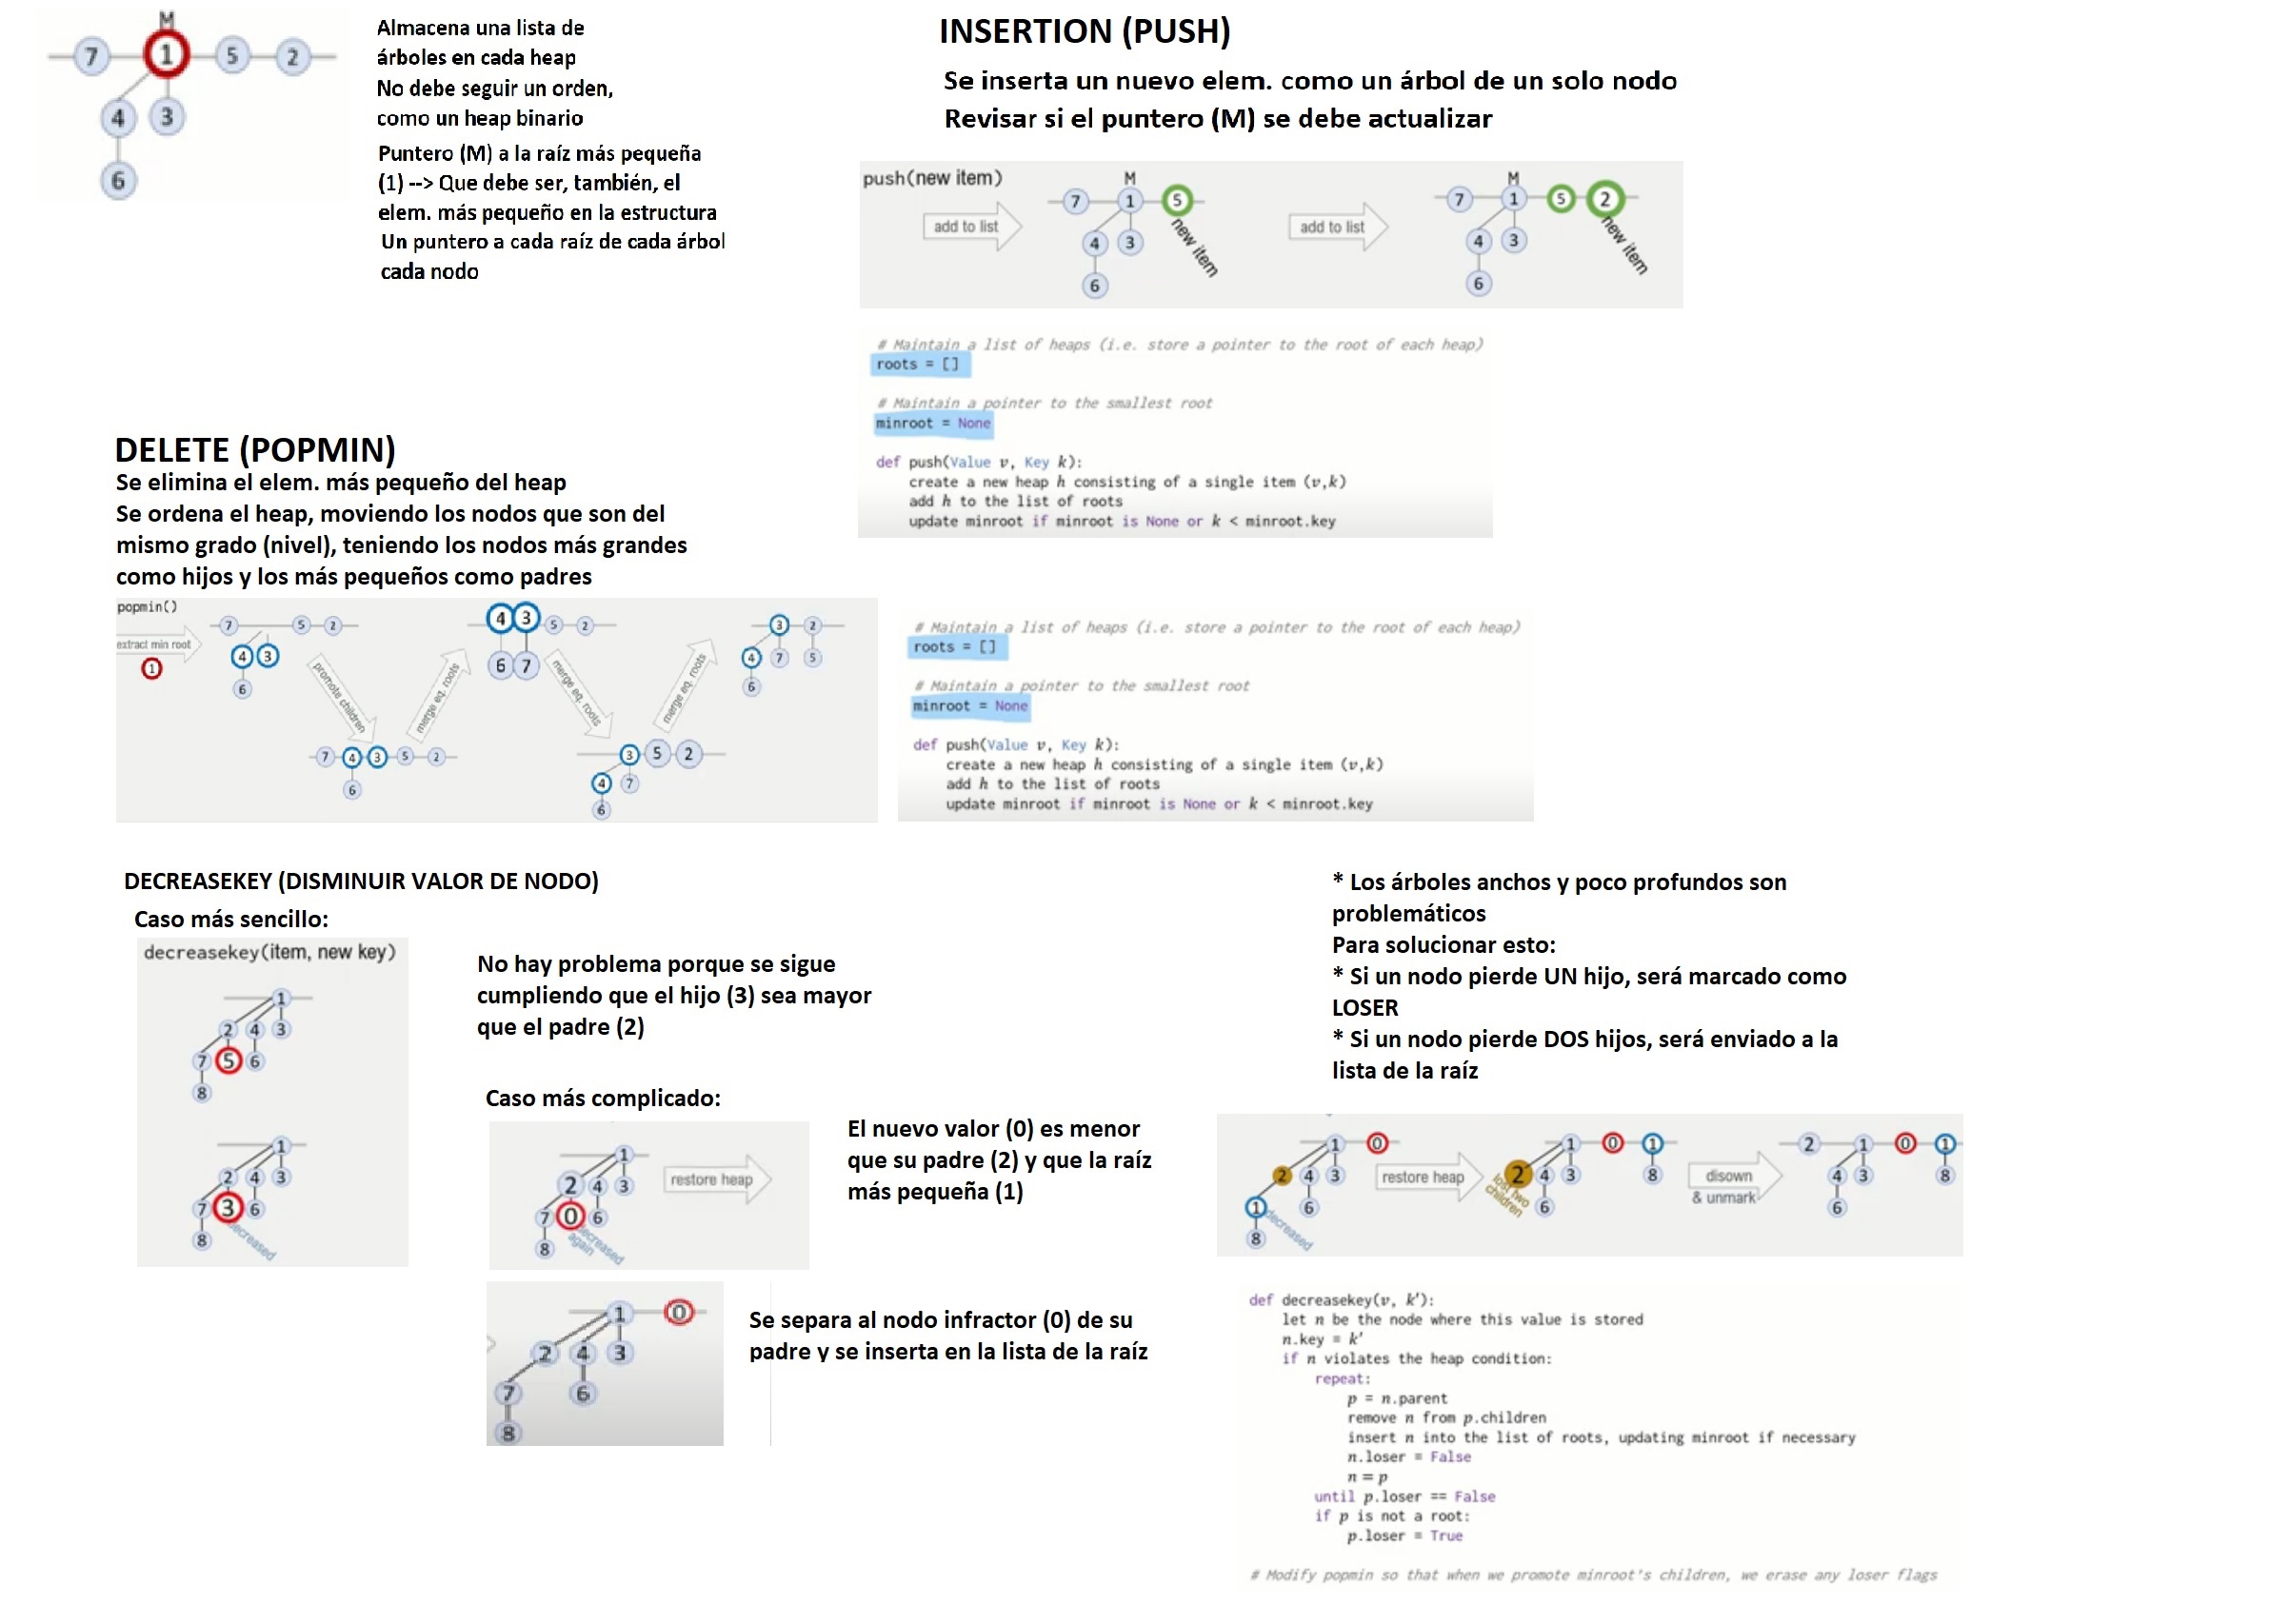 M
7 1 5 2
4 3
6
Almacena una lista de
árboles en cada heap
No debe seguir un orden,
como un heap binario
Puntero (M) a la raíz más pequeña
(1) --> Que debe ser, también, el
elem. más pequeño en la estructura
Un puntero a cada raíz de cada árbol
cada nodo
INSERTION (PUSH)
Se inserta un nuevo elem. como un árbol de un solo nodo
Revisar si el puntero (M) se debe actualizar
push(new item)
add to list
M
7 1 5
new item
4 3
6
add to list
M
7 1 5 2
new item
4 3
6
# Maintain a list of heaps (i.e. store a pointer to the root of each heap)
roots = []
# Maintain a pointer to the smallest root
minroot = None
def push(Value v, Key k):
create a new heap h consisting of a single item (v,k)
add h to the list of roots
update minroot if minroot is None or k < minroot.key
DELETE (POPMIN)
Se elimina el elem. más pequeño del heap
Se ordena el heap, moviendo los nodos que son del
mismo grado (nivel), teniendo los nodos más grandes
como hijos y los más pequeños como padres
popmin()
extract min root
1
7 5 2
4 3
6
promote children
7 4 3 5 2
6
merge eq. roots
4 3 5 2
6 7
merge eq. roots
3 5 2
4 7
6
merge eq. roots
3 2
4 7 5
6
# Maintain a list of heaps (i.e. store a pointer to the root of each heap)
roots = []
# Maintain a pointer to the smallest root
minroot = None
def push(Value v, Key k):
create a new heap h consisting of a single item (v,k)
add h to the list of roots
update minroot if minroot is None or k < minroot.key
DECREASEKEY (DISMINUIR VALOR DE NODO)
Caso más sencillo:
decreasekey(item, new key)
1
2 4 3
7 5 6
8
1
2 4 3
7 3 6
8
decreased
No hay problema porque se sigue
cumpliendo que el hijo (3) sea mayor
que el padre (2)
Caso más complicado:
1
2 4 3
7 0 6
8
decreased
again
restore heap
El nuevo valor (0) es menor
que su padre (2) y que la raíz
más pequeña (1)
1 0
2 4 3
7 6
8
Se separa al nodo infractor (0) de su
padre y se inserta en la lista de la raíz
* Los árboles anchos y poco profundos son
problemáticos
Para solucionar esto:
* Si un nodo pierde UN hijo, será marcado como
LOSER
* Si un nodo pierde DOS hijos, será enviado a la
lista de la raíz
1 0
2 4 3
1 6
8
decreased
restore heap
1 0 1
2 4 3 8
6
lost two
children
disown
& unmark
2 1 0 1
4 3 8
6
def decreasekey(v, k′):
let n be the node where this value is stored
n.key = k′
if n violates the heap condition:
repeat:
p = n.parent
remove n from p.children
insert n into the list of roots, updating minroot if necessary
n.loser = False
n = p
until p.loser == False
if p is not a root:
p.loser = True
# Modify popmin so that when we promote minroot's children, we erase any loser flags